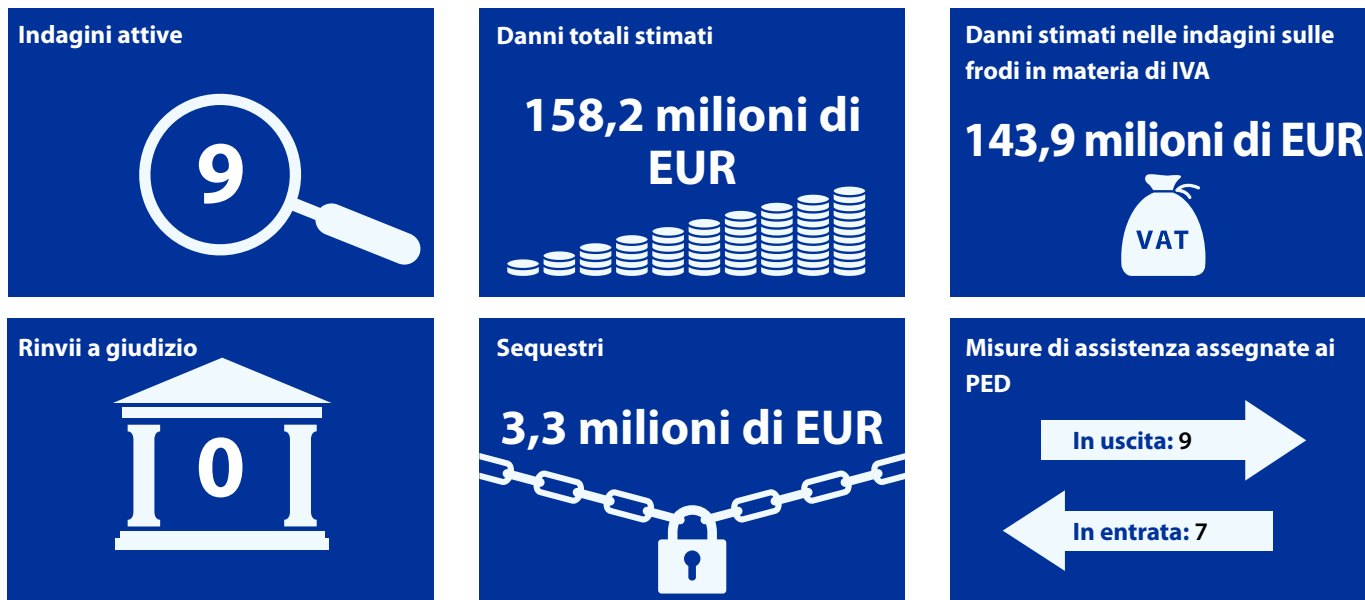 Indagini attive
9
Danni totali stimati
158,2 milioni di
EUR
Danni stimati nelle indagini sulle
frodi in materia di IVA
143,9 milioni di EUR
VAT
Rinvii a giudizio
0
Sequestri
3,3 milioni di EUR
Misure di assistenza assegnate ai
PED
In uscita: 9
In entrata: 7